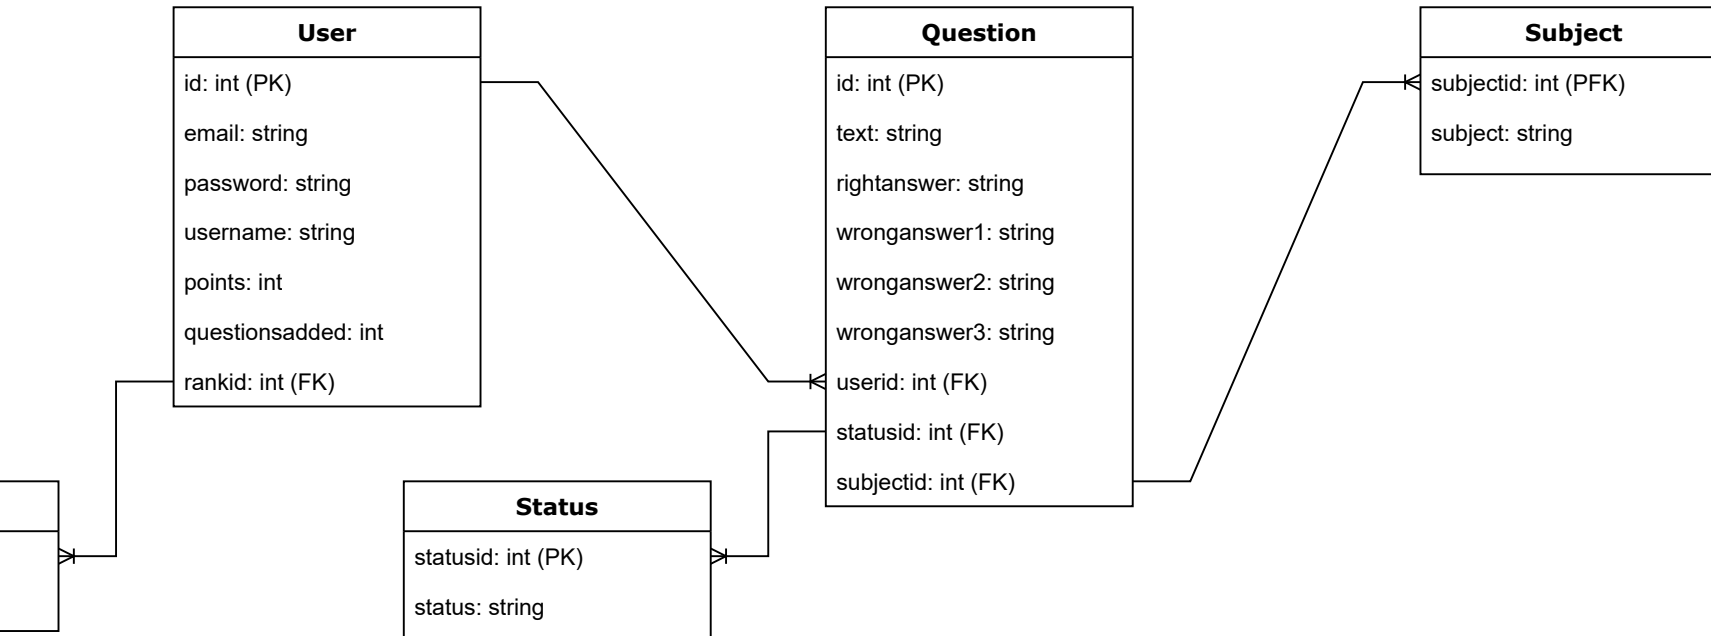 User
id: int (PK)
email: string
password: string
username: string
points: int
questionsadded: int
rankid: int (FK)
Question
id: int (PK)
text: string
rightanswer: string
wronganswer1: string
wronganswer2: string
wronganswer3: string
userid: int (FK)
statusid: int (FK)
subjectid: int (FK)
Subject
subjectid: int (PFK)
subject: string
Status
statusid: int (PK)
status: string